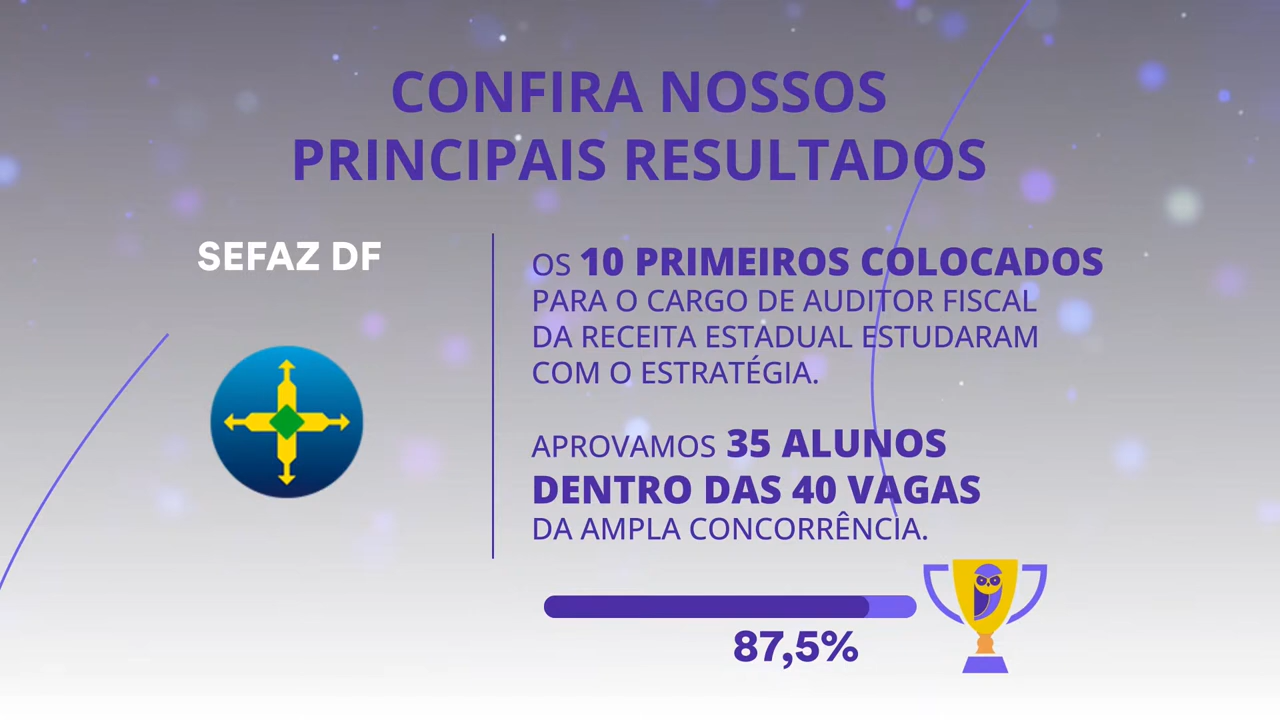 CONFIRA NOSSOS
PRINCIPAIS RESULTADOS
SEFAZ DF
OS 10 PRIMEIROS COLOCADOS
PARA O CARGO DE AUDITOR FISCAL
DA RECEITA ESTADUAL ESTUDARAM
COM O ESTRATÉGIA.
APROVAMOS 35 ALUNOS
DENTRO DAS 40 VAGAS
DA AMPLA CONCORRÊNCIA.
87,5%